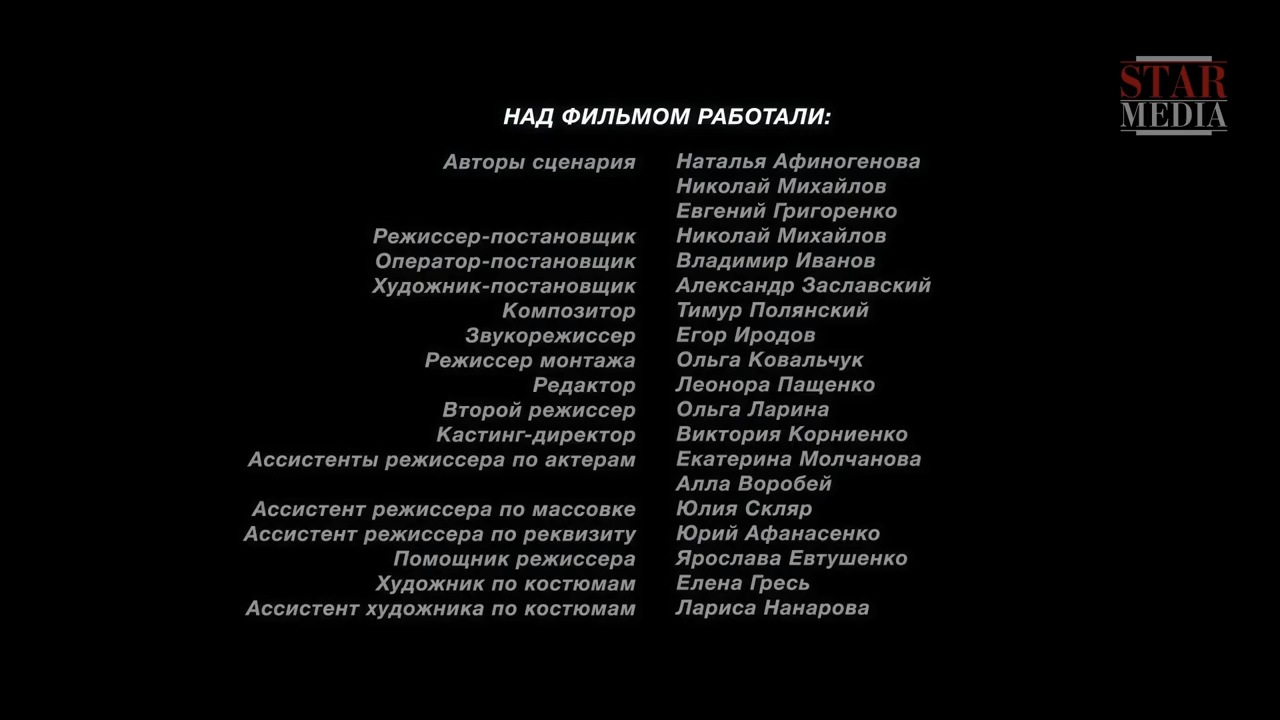 STAR
MEDIA
НАД ФИЛЬМОМ РАБОТАЛИ:
Авторы сценария Наталья Афиногенова
Николай Михайлов
Евгений Григоренко
Режиссер-постановщик Николай Михайлов
Оператор-постановщик Владимир Иванов
Художник-постановщик Александр Заславский
Композитор Тимур Полянский
Звукорежиссер Егор Иродов
Режиссер монтажа Ольга Ковальчук
Редактор Леонора Пащенко
Второй режиссер Ольга Ларина
Кастинг-директор Виктория Корниенко
Ассистенты режиссера по актерам Екатерина Молчанова
Алла Воробей
Ассистент режиссера по массовке Юлия Скляр
Ассистент режиссера по реквизиту Юрий Афанасенко
Помощник режиссера Ярослава Евтушенко
Художник по костюмам Елена Гресь
Ассистент художника по костюмам Лариса Нанарова